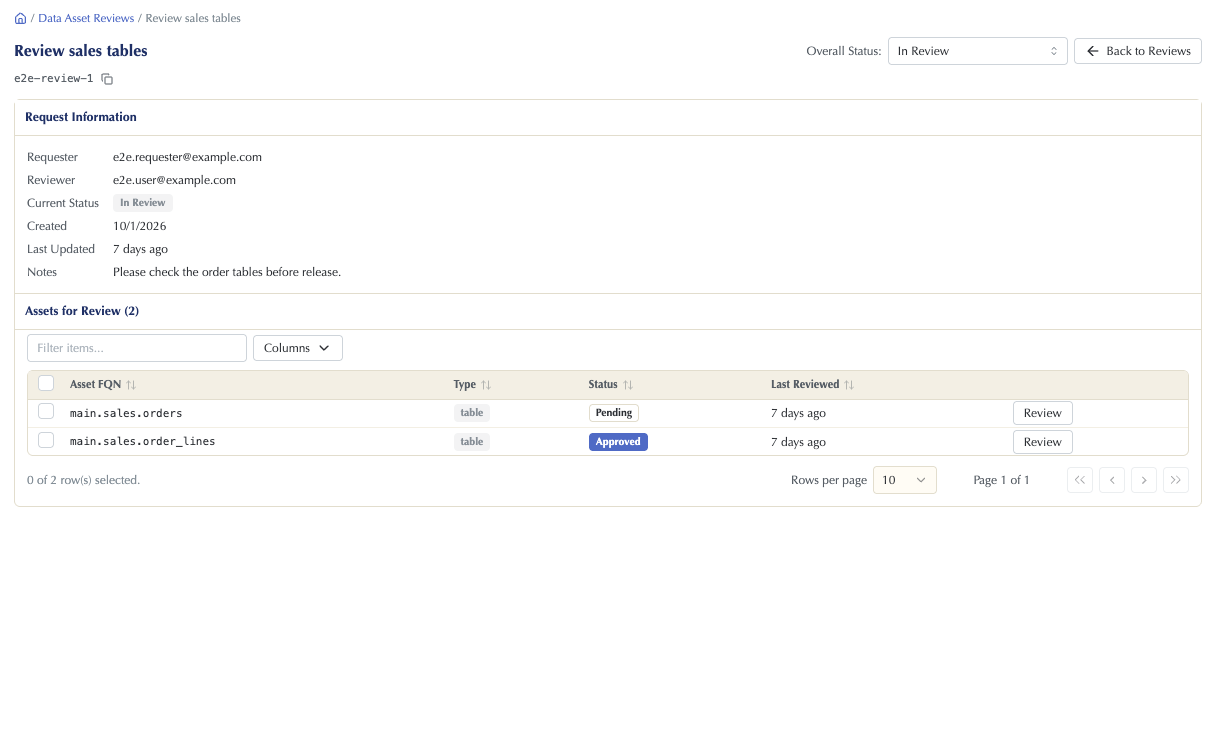 / Data Asset Reviews / Review sales tables
Review sales tables
Overall Status: In Review Back to Reviews
e2e-review-1
Request Information
Requester e2e.requester@example.com
Reviewer e2e.user@example.com
Current Status In Review
Created 10/1/2026
Last Updated 7 days ago
Notes Please check the order tables before release.
Assets for Review (2)
Filter items... Columns
Asset FQN Type Status Last Reviewed
main.sales.orders table Pending 7 days ago Review
main.sales.order_lines table Approved 7 days ago Review
0 of 2 row(s) selected. Rows per page 10 Page 1 of 1